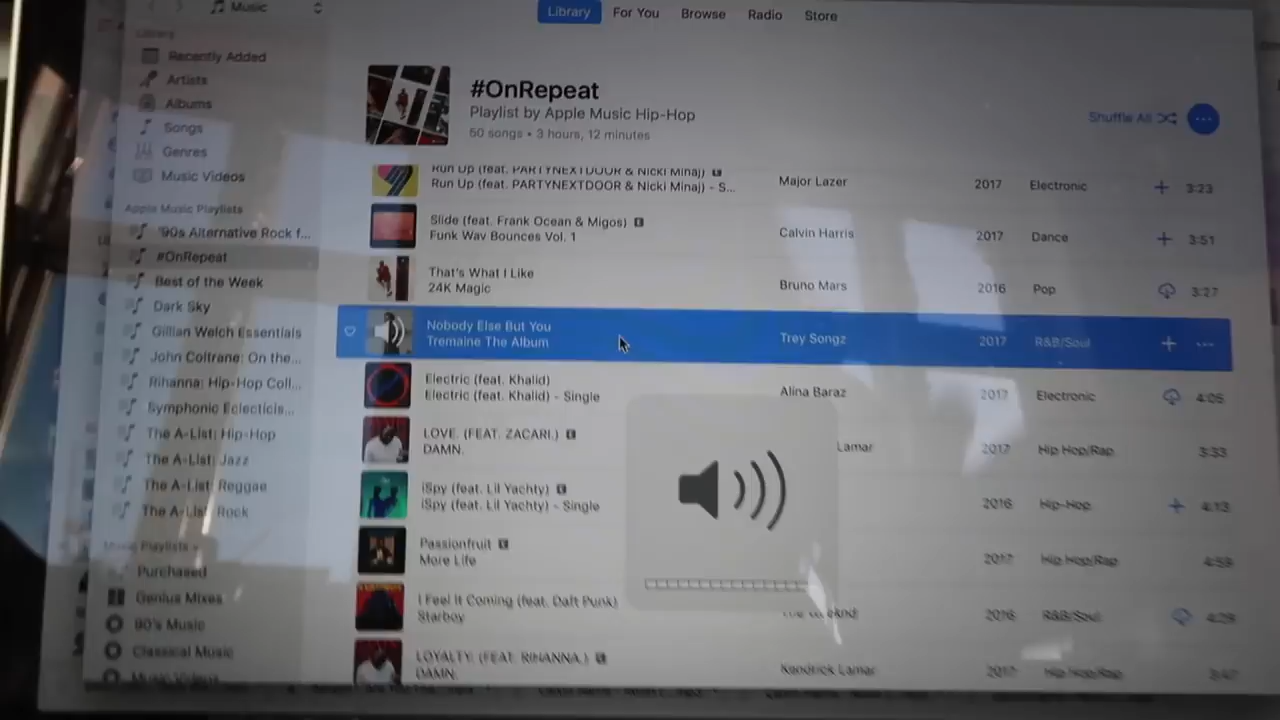 Music
Library
For You
Browse
Radio
Store
Library
Recently Added
Artists
Albums
Songs
Genres
Music Videos
Apple Music Playlists
'90s Alternative Rock f...
#OnRepeat
Best of the Week
Dark Sky
Gillian Welch Essentials
John Coltrane: On the...
Rihanna: Hip-Hop Coll...
Symphonic Eclecticis...
The A-List: Hip-Hop
The A-List: Jazz
The A-List: Reggae
The A-List: Rock
Music Playlists
Purchased
Genius Mixes
90's Music
Classical Music
Music Videos
#OnRepeat
Playlist by Apple Music Hip-Hop
50 songs • 3 hours, 12 minutes
Shuffle All
Run Up (feat. PARTYNEXTDOOR & Nicki Minaj) E
Run Up (feat. PARTYNEXTDOOR & Nicki Minaj) - S...
Major Lazer
2017
Electronic
3:23
Slide (feat. Frank Ocean & Migos) E
Funk Wav Bounces Vol. 1
Calvin Harris
2017
Dance
3:51
That's What I Like
24K Magic
Bruno Mars
2016
Pop
3:27
Nobody Else But You
Tremaine The Album
Trey Songz
2017
R&B/Soul
Electric (feat. Khalid)
Electric (feat. Khalid) - Single
Alina Baraz
2017
Electronic
4:05
LOVE. (FEAT. ZACARI.) E
DAMN.
Lamar
2017
Hip Hop/Rap
3:33
iSpy (feat. Lil Yachty) E
iSpy (feat. Lil Yachty) - Single
2016
Hip-Hop
4:13
Passionfruit E
More Life
2017
Hip Hop/Rap
4:59
I Feel It Coming (feat. Daft Punk)
Starboy
The Weeknd
2016
R&B/Soul
4:29
LOYALTY. (FEAT. RIHANNA.) E
DAMN.
Kendrick Lamar
2017
Hip Hop/Rap
3:47